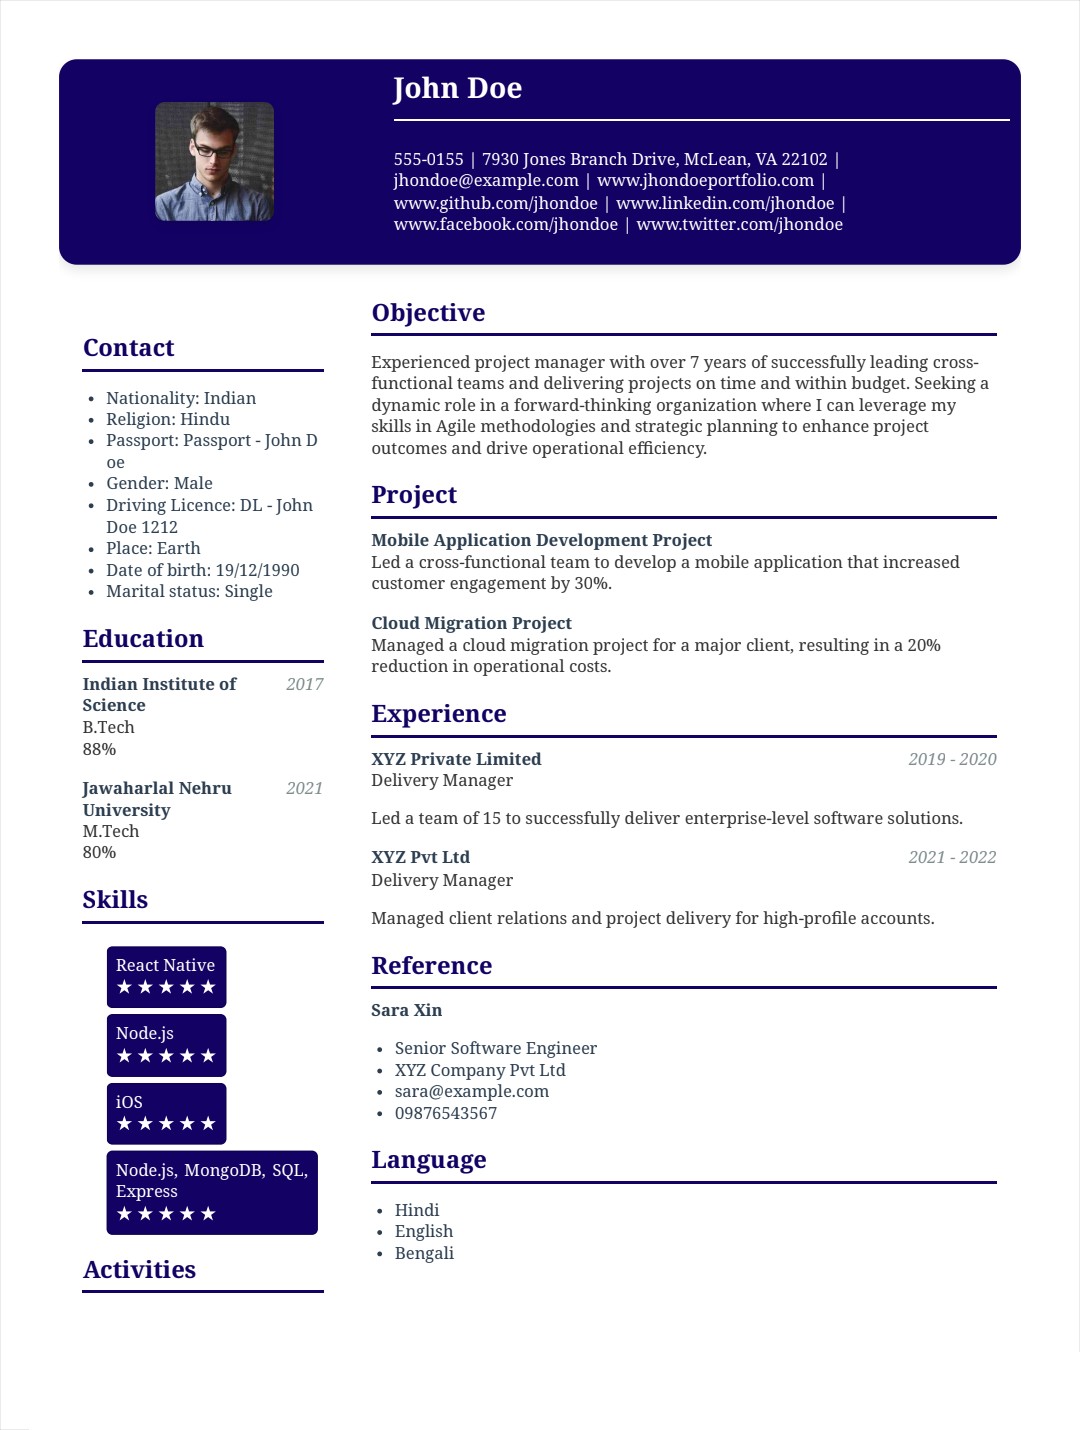 John Doe
555-0155 | 7930 Jones Branch Drive, McLean, VA 22102 |
jhondoe@example.com | www.jhondoeportfolio.com |
www.github.com/jhondoe | www.linkedin.com/jhondoe |
www.facebook.com/jhondoe | www.twitter.com/jhondoe
Contact
• Nationality: Indian
• Religion: Hindu
• Passport: Passport - John D
oe
• Gender: Male
• Driving Licence: DL - John
Doe 1212
• Place: Earth
• Date of birth: 19/12/1990
• Marital status: Single
Education
Indian Institute of 2017
Science
B.Tech
88%
Jawaharlal Nehru 2021
University
M.Tech
80%
Skills
React Native
★ ★ ★ ★ ★
Node.js
★ ★ ★ ★ ★
iOS
★ ★ ★ ★ ★
Node.js, MongoDB, SQL,
Express
★ ★ ★ ★ ★
Activities
Objective
Experienced project manager with over 7 years of successfully leading cross-
functional teams and delivering projects on time and within budget. Seeking a
dynamic role in a forward-thinking organization where I can leverage my
skills in Agile methodologies and strategic planning to enhance project
outcomes and drive operational efficiency.
Project
Mobile Application Development Project
Led a cross-functional team to develop a mobile application that increased
customer engagement by 30%.
Cloud Migration Project
Managed a cloud migration project for a major client, resulting in a 20%
reduction in operational costs.
Experience
XYZ Private Limited 2019 - 2020
Delivery Manager
Led a team of 15 to successfully deliver enterprise-level software solutions.
XYZ Pvt Ltd 2021 - 2022
Delivery Manager
Managed client relations and project delivery for high-profile accounts.
Reference
Sara Xin
• Senior Software Engineer
• XYZ Company Pvt Ltd
• sara@example.com
• 09876543567
Language
• Hindi
• English
• Bengali